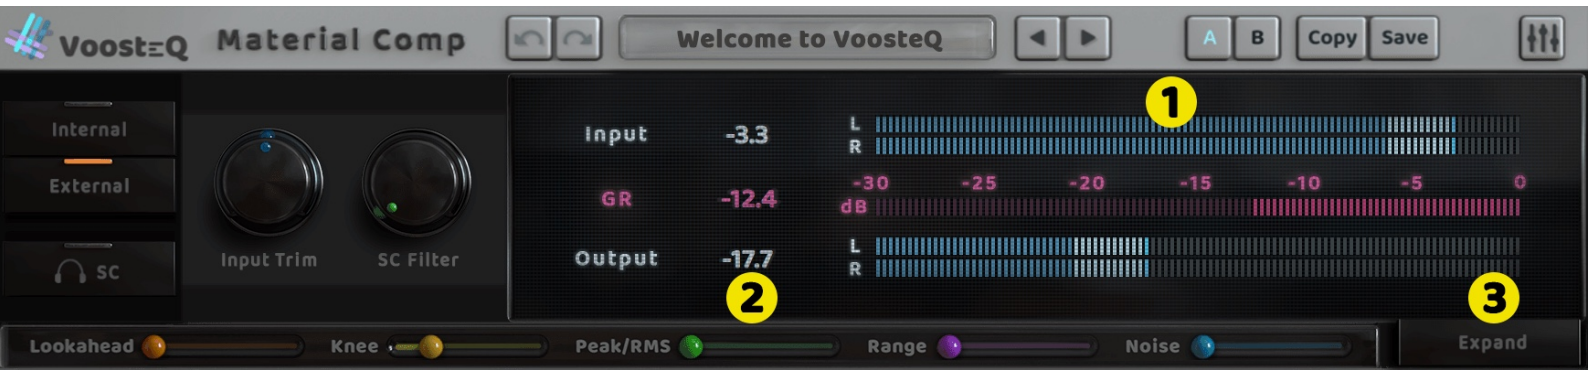 VoosteQ Material Comp Welcome to VoosteQ A B Copy Save
1
Internal
External
SC
Input Trim SC Filter
Input -3.3 L
R
-30 -25 -20 -15 -10 -5 0
GR -12.4 dB
Output -17.7 L
R
2 3
Lookahead Knee Peak/RMS Range Noise Expand